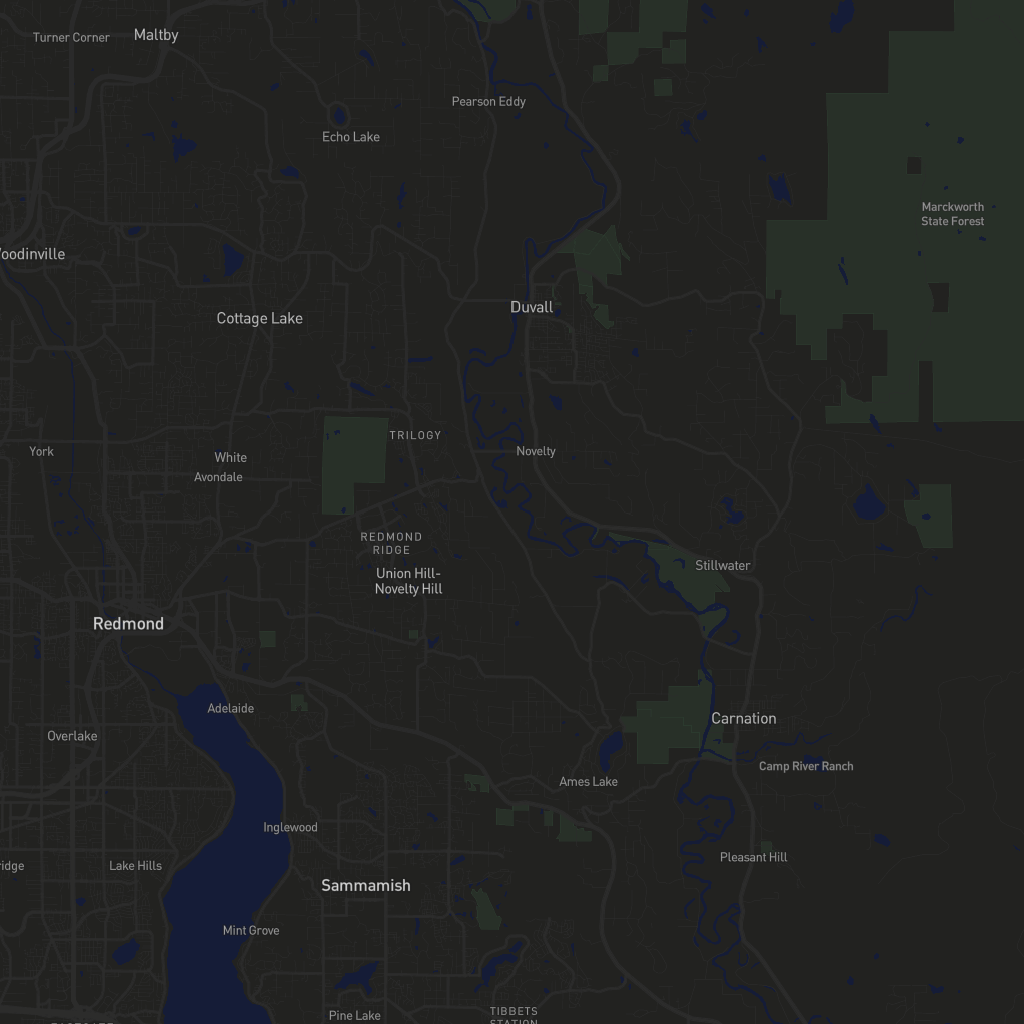 Maltby
Turner Corner
Pearson Eddy
Echo Lake
Marckworth
State Forest
Duvall
Cottage Lake
TRILOGY
York
Novelty
White
Avondale
REDMOND
RIDGE
Stillwater
Union Hill-
Novelty Hill
Redmond
Adelaide
Carnation
Overlake
Camp River Ranch
Ames Lake
Inglewood
Pleasant Hill
Lake Hills
Sammamish
Mint Grove
Pine Lake
TIBBETS
STATION